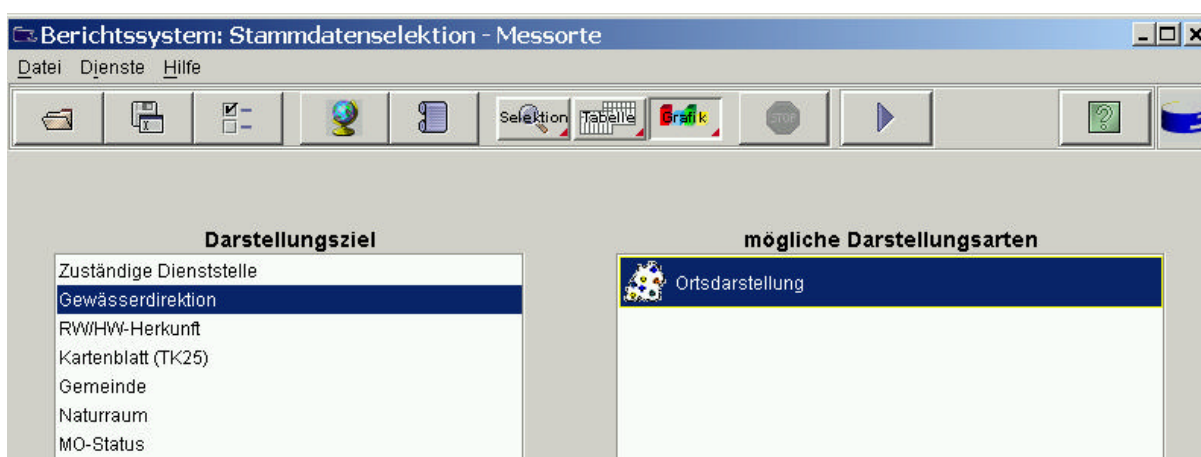 Berichtssystem: Stammdatenselektion - Messorte
Datei Dienste Hilfe
Selektion Tabelle Grafik STOP ?
Darstellungsziel
mögliche Darstellungsarten
Zuständige Dienststelle
Gewässerdirektion
RW/HW-Herkunft
Kartenblatt (TK25)
Gemeinde
Naturraum
MO-Status
Ortsdarstellung